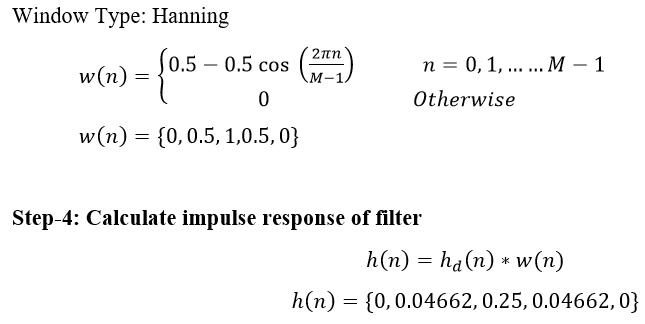 Window Type: Hanning
w(n) = {0.5 − 0.5 cos (2πn/M−1) n = 0, 1, … … M − 1
0 Otherwise
w(n) = {0, 0.5, 1,0.5, 0}
Step-4: Calculate impulse response of filter
h(n) = h_d(n) * w(n)
h(n) = {0, 0.04662, 0.25, 0.04662, 0}